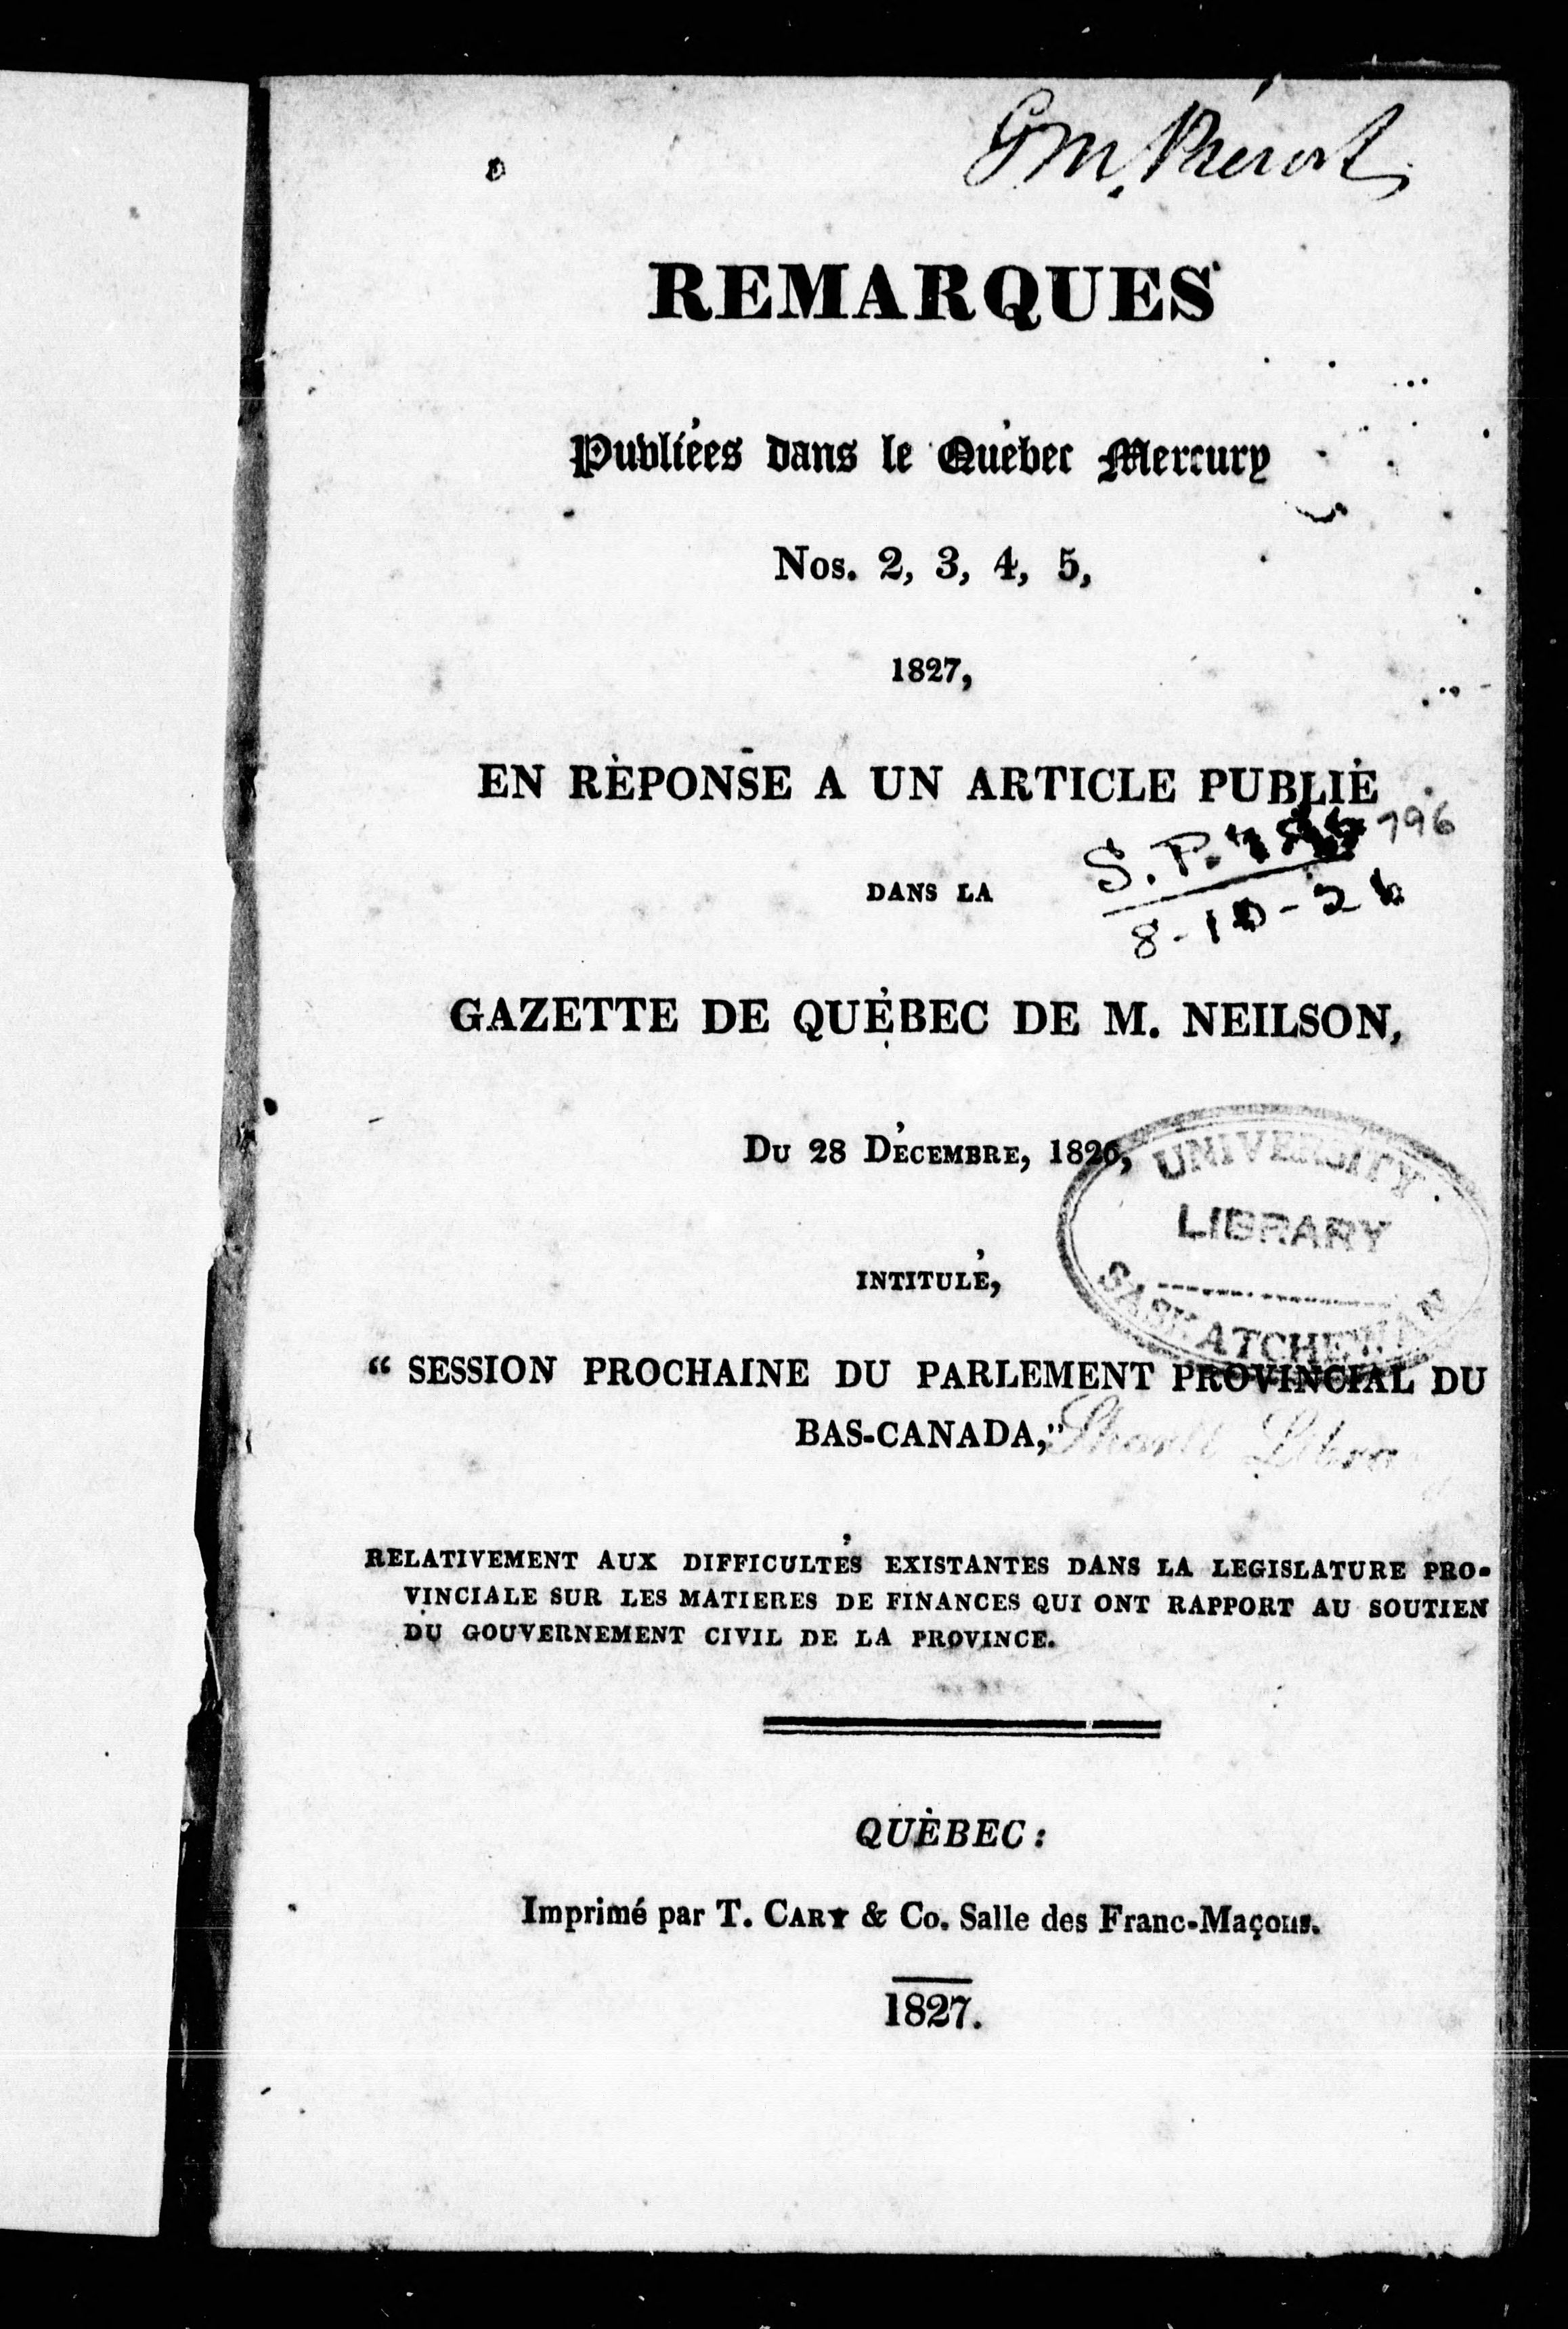 REMARQUES
Publiées dans le Québec Mercury
Nos. 2, 3, 4, 5,
1827,
EN RÉPONSE A UN ARTICLE PUBLIÉ
796
S. P.
DANS LA
8-10-26
GAZETTE DE QUÉBEC DE M. NEILSON,
DU 28 DÉCEMBRE, 1826,
UNIVERSITY
LIBRARY
SASKATCHEWAN
INTITULÉ,
“ SESSION PROCHAINE DU PARLEMENT PROVINCIAL DU
BAS-CANADA,”
RELATIVEMENT AUX DIFFICULTÉS EXISTANTES DANS LA LEGISLATURE PRO-
VINCIALE SUR LES MATIERES DE FINANCES QUI ONT RAPPORT AU SOUTIEN
DU GOUVERNEMENT CIVIL DE LA PROVINCE.
QUÉBEC:
Imprimé par T. CARY & Co. Salle des Franc-Maçons.
1827.